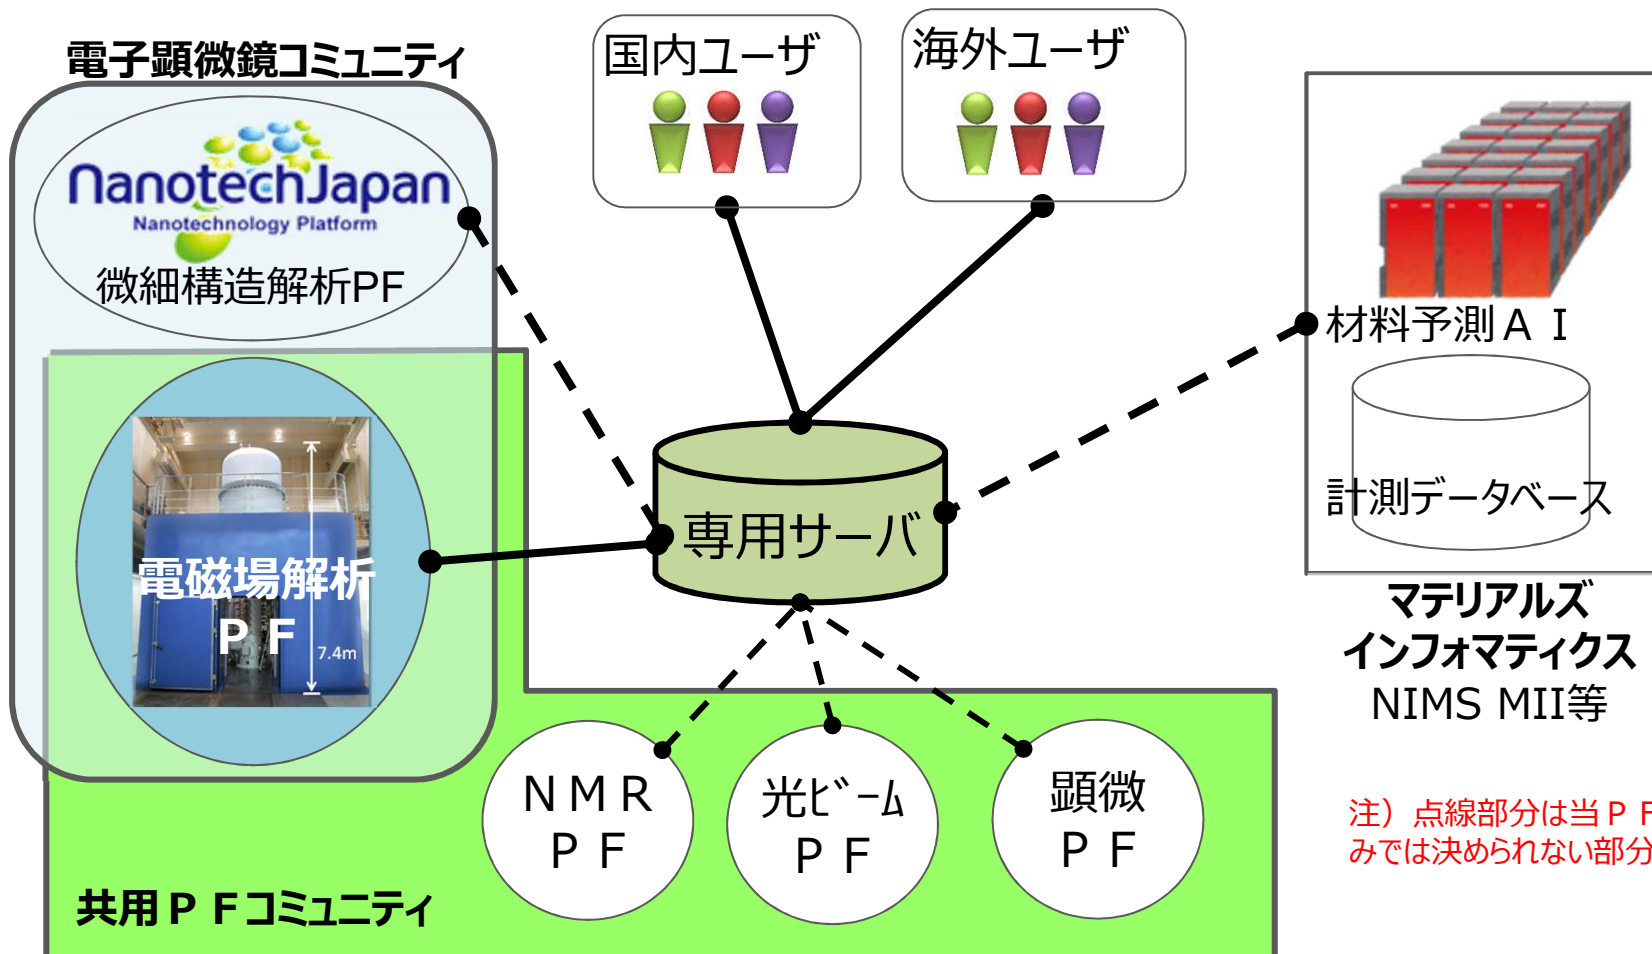 電子顕微鏡コミュニティ
NanotechJapan
Nanotechnology Platform
微細構造解析PF
国内ユーザ
海外ユーザ
材料予測ＡＩ
計測データベース
マテリアルズ
インフォマティクス
NIMS MII等
専用サーバ
電磁場解析
ＰＦ
7.4m
ＮＭＲ
ＰＦ
光ﾋﾞｰﾑ
ＰＦ
顕微
ＰＦ
共用ＰＦコミュニティ
注）点線部分は当ＰＦ
みでは決められない部分